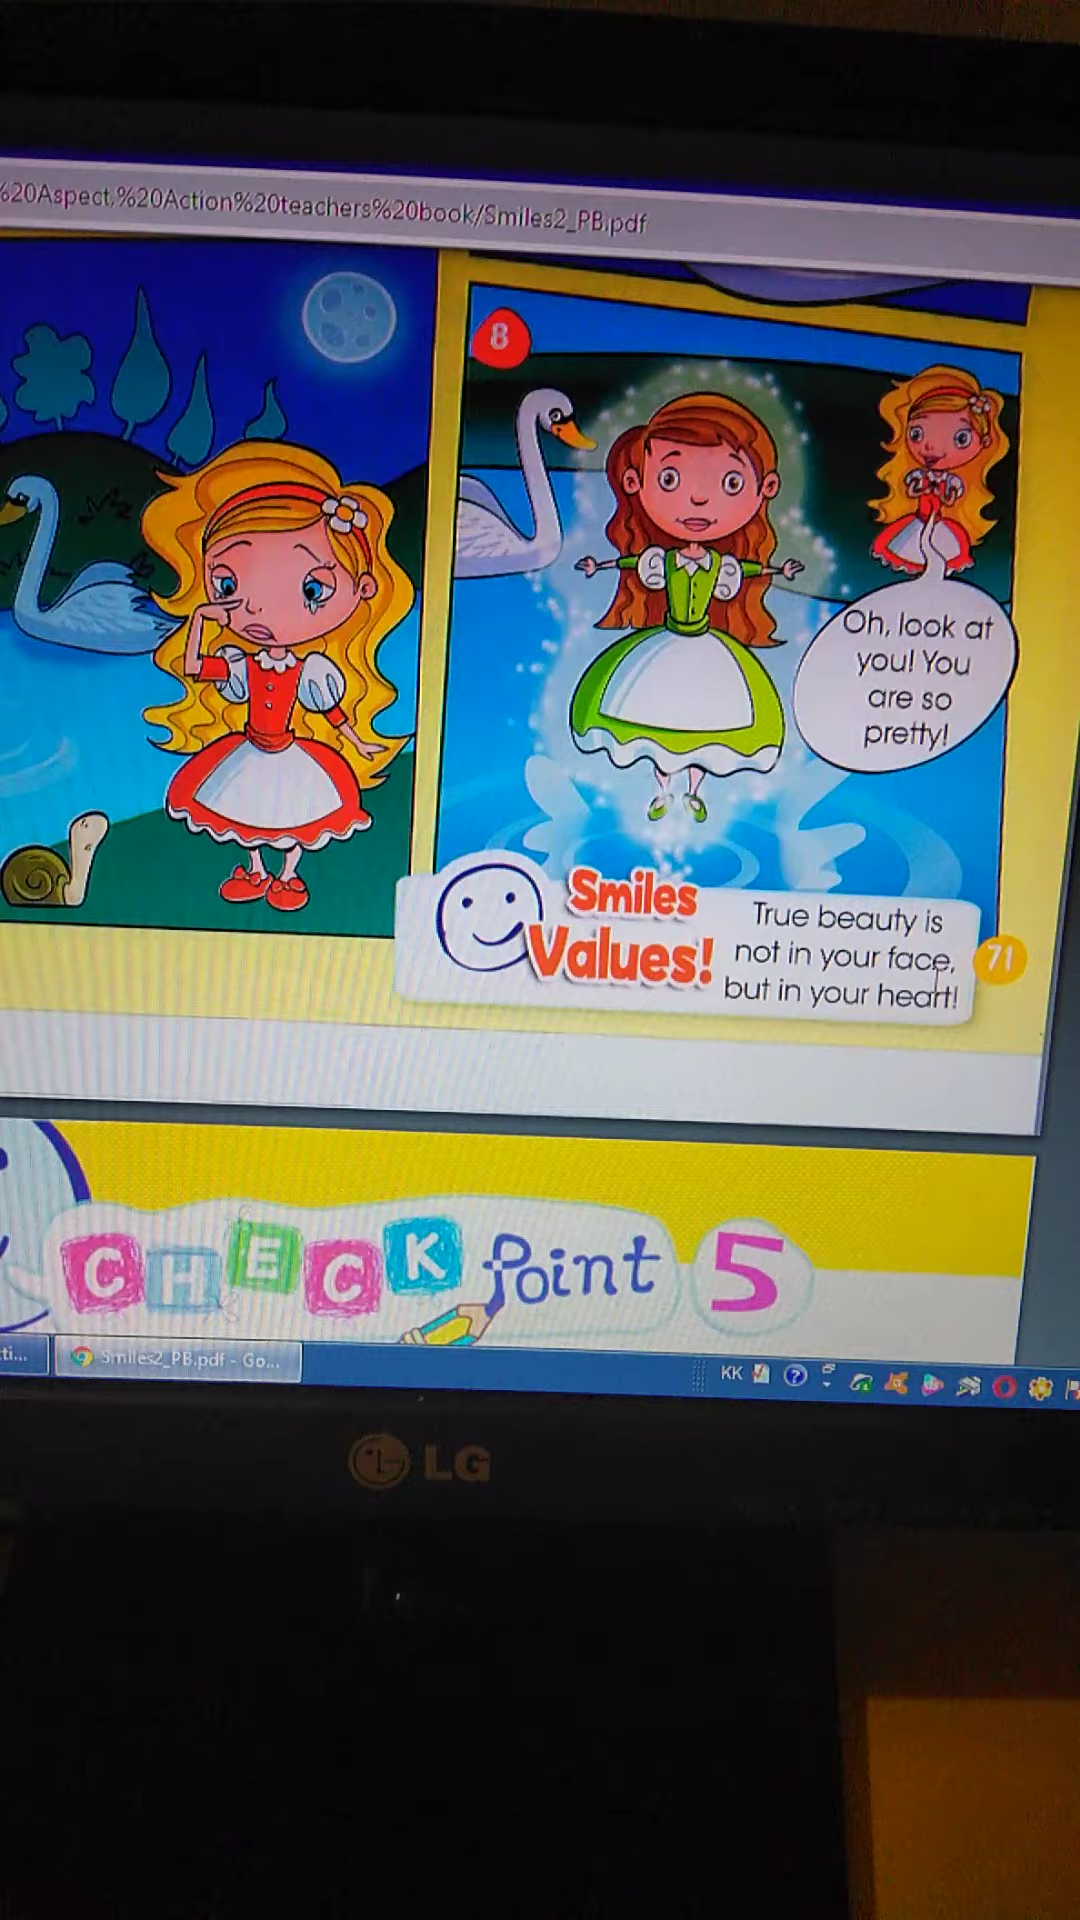 %20Aspect,%20Action%20teachers%20book/Smiles2_PB.pdf
8
Oh, look at
you! You
are so
pretty!
Smiles
Values!
True beauty is
not in your face,
but in your heart!
71
CHECK Point 5
ti...
Smiles2_PB.pdf - Go...
KK
LG